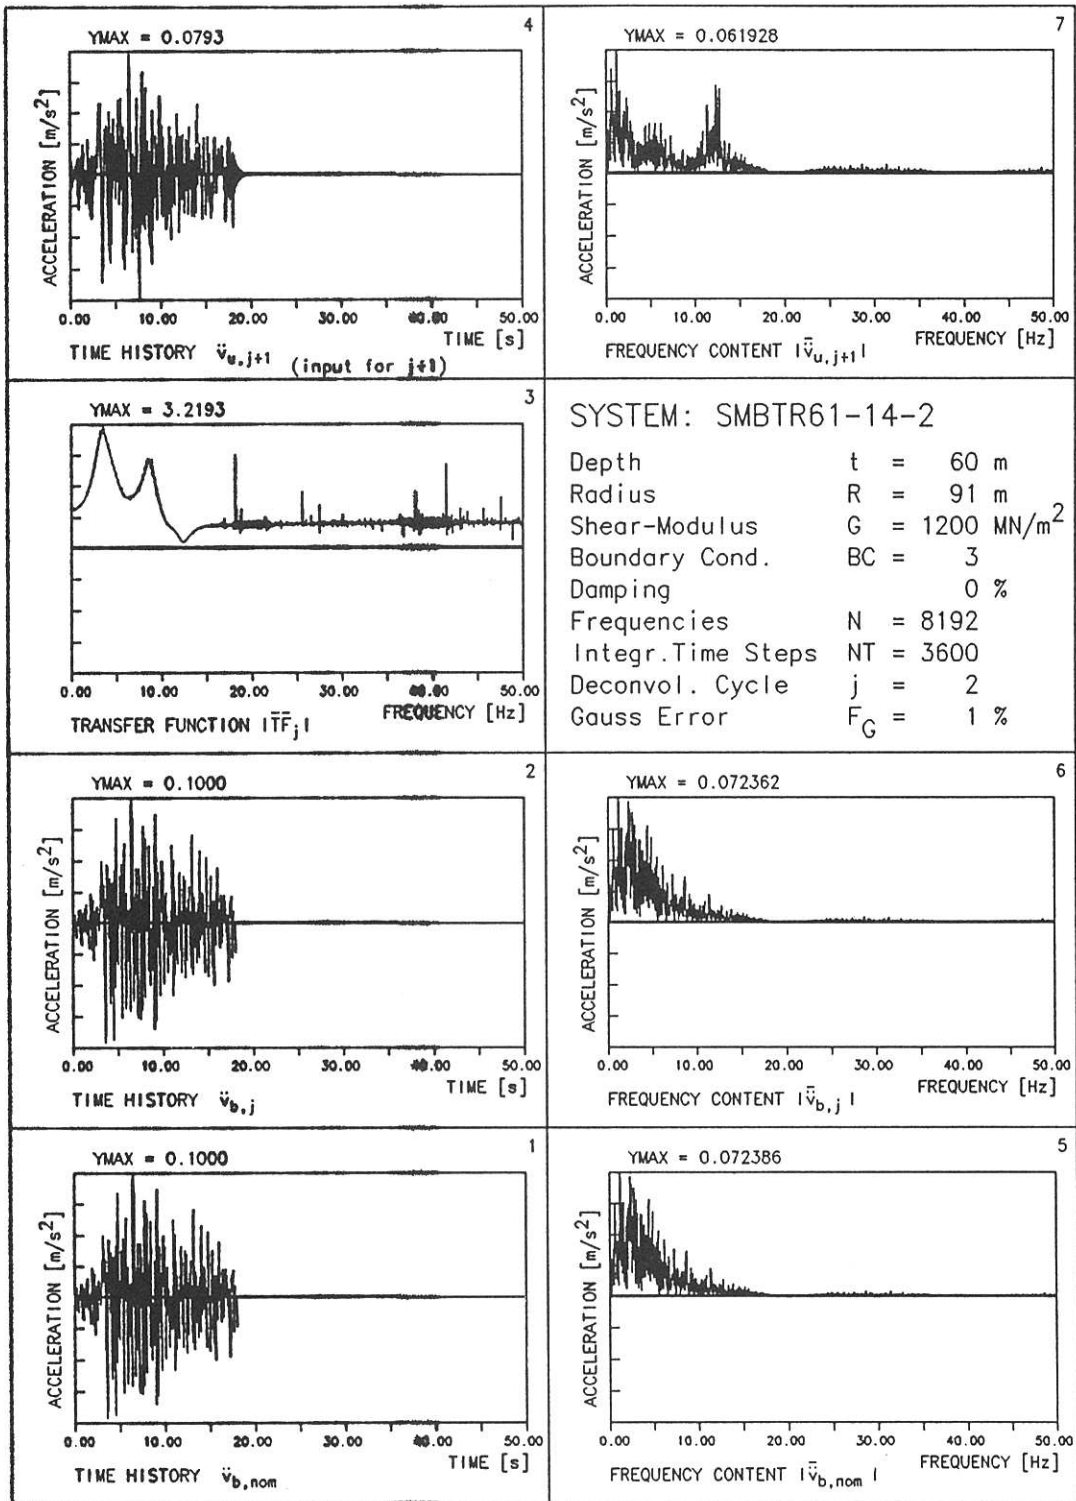 4
YMAX = 0.0793
ACCELERATION [m/s²]
0.00 10.00 20.00 30.00 40.00 50.00
TIME [s]
TIME HISTORY v̈u,j+1 (input for j+1)
7
YMAX = 0.061928
ACCELERATION [m/s²]
0.00 10.00 20.00 30.00 40.00 50.00
FREQUENCY [Hz]
FREQUENCY CONTENT |v̈̄u,j+1|
3
YMAX = 3.2193
0.00 10.00 20.00 30.00 40.00 50.00
FREQUENCY [Hz]
TRANSFER FUNCTION |T̄F̄j|
SYSTEM: SMBTR61-14-2
Depth t = 60 m
Radius R = 91 m
Shear-Modulus G = 1200 MN/m²
Boundary Cond. BC = 3
Damping 0 %
Frequencies N = 8192
Integr.Time Steps NT = 3600
Deconvol. Cycle j = 2
Gauss Error FG = 1 %
2
YMAX = 0.1000
ACCELERATION [m/s²]
0.00 10.00 20.00 30.00 40.00 50.00
TIME [s]
TIME HISTORY v̈b,j
6
YMAX = 0.072362
ACCELERATION [m/s²]
0.00 10.00 20.00 30.00 40.00 50.00
FREQUENCY [Hz]
FREQUENCY CONTENT |v̈̄b,j|
1
YMAX = 0.1000
ACCELERATION [m/s²]
0.00 10.00 20.00 30.00 40.00 50.00
TIME [s]
TIME HISTORY v̈b,nom
5
YMAX = 0.072386
ACCELERATION [m/s²]
0.00 10.00 20.00 30.00 40.00 50.00
FREQUENCY [Hz]
FREQUENCY CONTENT |v̈̄b,nom|